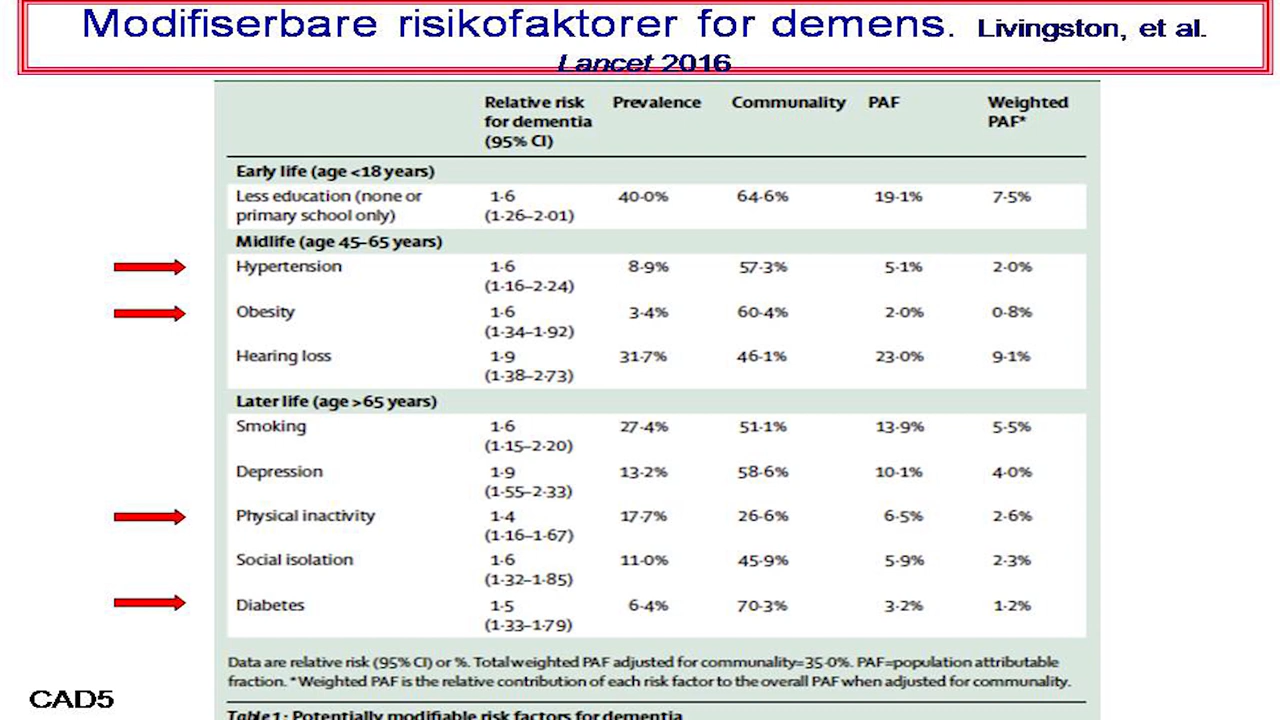 Modifiserbare risikofaktorer for demens. Livingston, et al.
Lancet 2016
Relative risk for dementia (95% CI) Prevalence Communality PAF Weighted PAF*
Early life (age <18 years)
Less education (none or primary school only) 1·6 (1·26–2·01) 40·0% 64·6% 19·1% 7·5%
Midlife (age 45–65 years)
Hypertension 1·6 (1·16–2·24) 8·9% 57·3% 5·1% 2·0%
Obesity 1·6 (1·34–1·92) 3·4% 60·4% 2·0% 0·8%
Hearing loss 1·9 (1·38–2·73) 31·7% 46·1% 23·0% 9·1%
Later life (age >65 years)
Smoking 1·6 (1·15–2·20) 27·4% 51·1% 13·9% 5·5%
Depression 1·9 (1·55–2·33) 13·2% 58·6% 10·1% 4·0%
Physical inactivity 1·4 (1·16–1·67) 17·7% 26·6% 6·5% 2·6%
Social isolation 1·6 (1·32–1·85) 11·0% 45·9% 5·9% 2·3%
Diabetes 1·5 (1·33–1·79) 6·4% 70·3% 3·2% 1·2%
Data are relative risk (95% CI) or %. Total weighted PAF adjusted for communality=35·0%. PAF=population attributable
fraction. *Weighted PAF is the relative contribution of each risk factor to the overall PAF when adjusted for communality.
Table 1: Potentially modifiable risk factors for dementia
CAD5